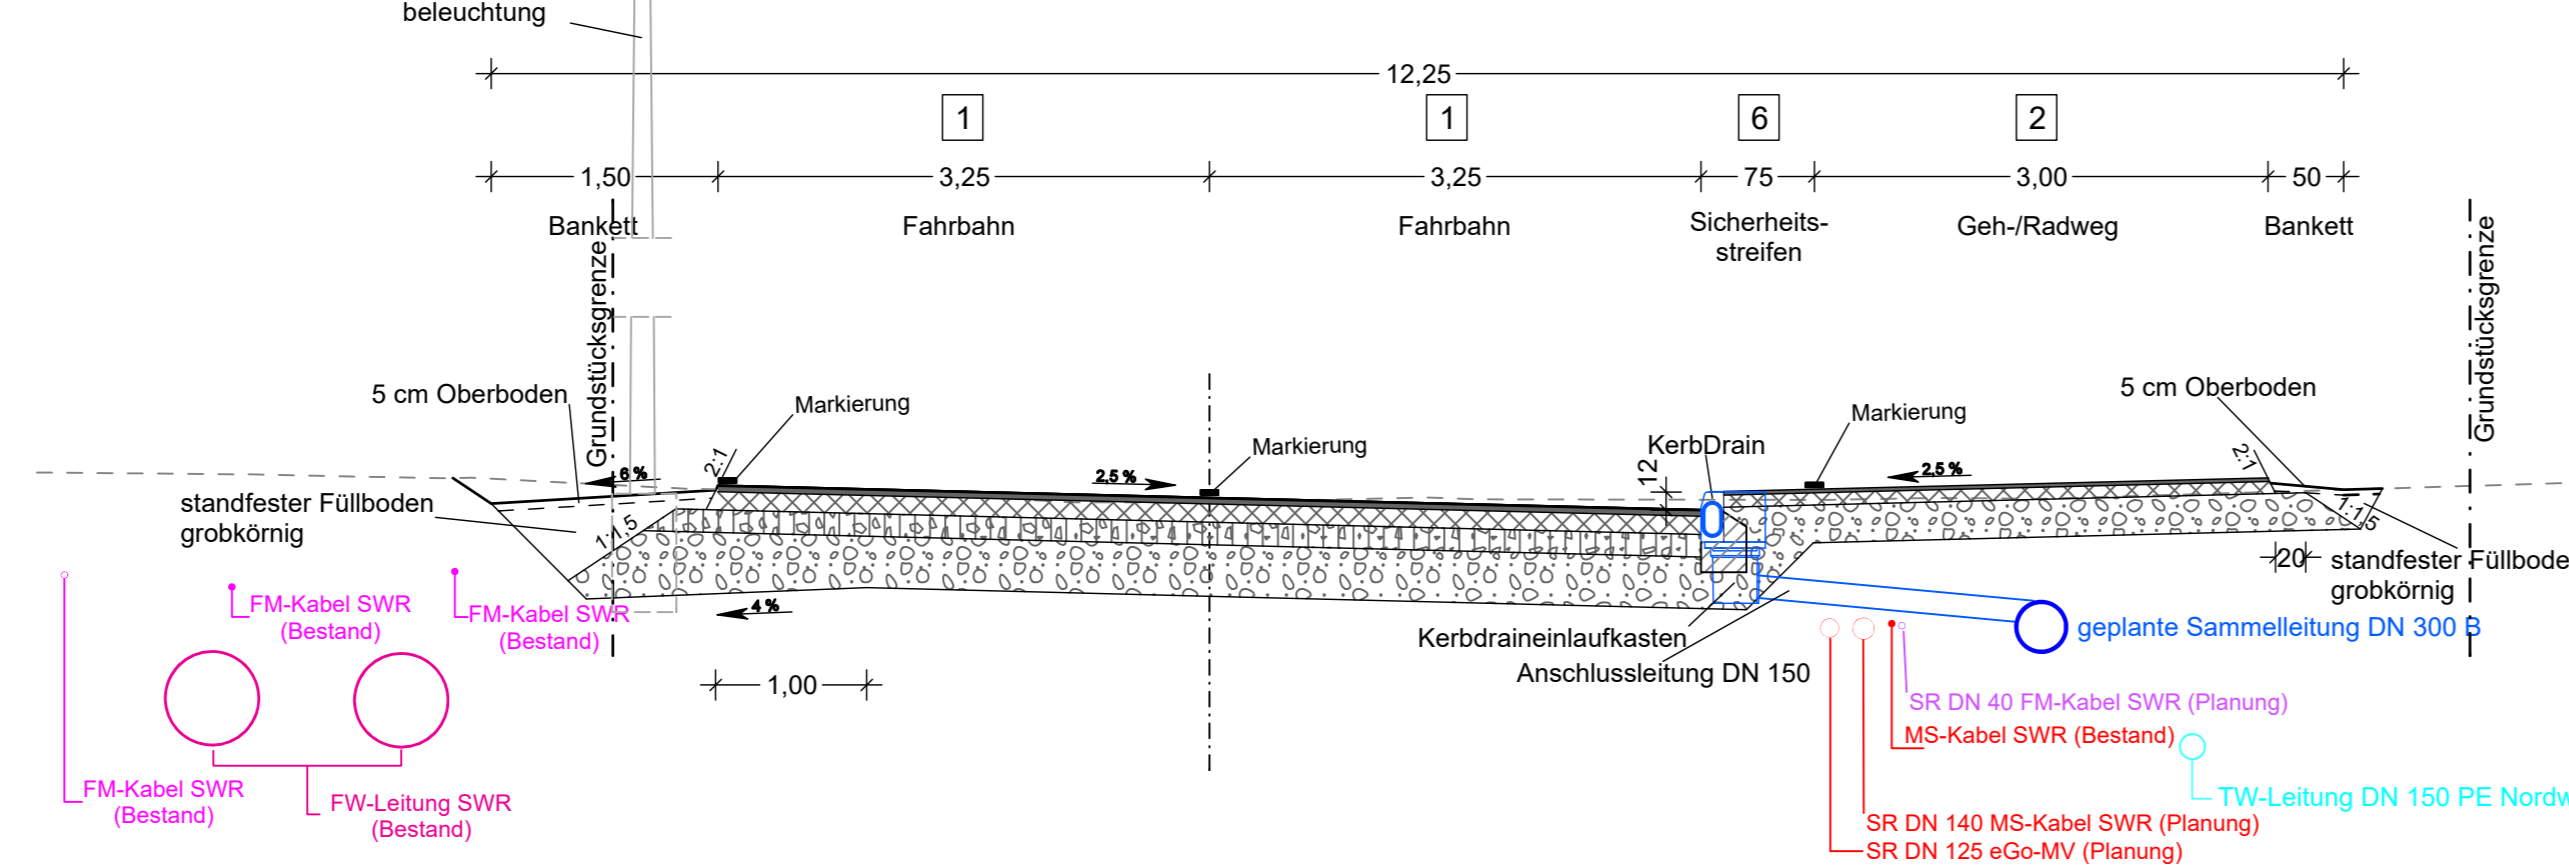 beleuchtung
12,25
1
1
6
2
1,50
3,25
3,25
75
3,00
50
Bankett
Fahrbahn
Fahrbahn
Sicherheits-
streifen
Geh-/Radweg
Bankett
Grundstücksgrenze
Grundstücksgrenze
5 cm Oberboden
Markierung
Markierung
KerbDrain
Markierung
5 cm Oberboden
6 %
2:1
2,5 %
12
2,5 %
2:1
standfester Füllboden
grobkörnig
1:1,5
1:1,5
20
standfester Füllbode
grobkörnig
4 %
FM-Kabel SWR
(Bestand)
FM-Kabel SWR
(Bestand)
Kerbdraineinlaufkasten
Anschlussleitung DN 150
geplante Sammelleitung DN 300 B
1,00
SR DN 40 FM-Kabel SWR (Planung)
MS-Kabel SWR (Bestand)
FM-Kabel SWR
(Bestand)
FW-Leitung SWR
(Bestand)
TW-Leitung DN 150 PE Nordw
SR DN 140 MS-Kabel SWR (Planung)
SR DN 125 eGo-MV (Planung)